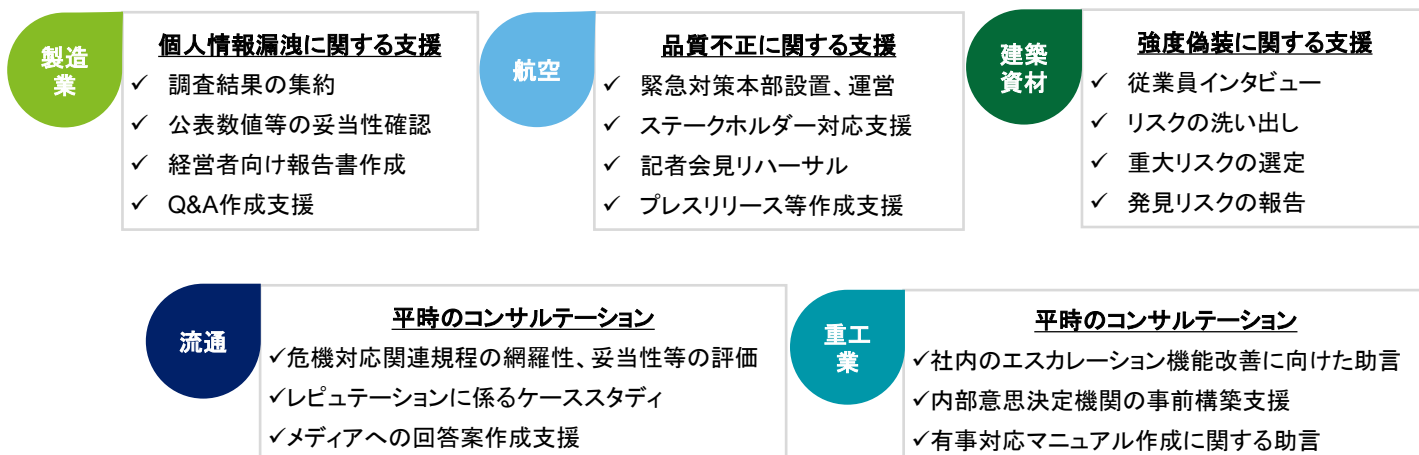 製造
業
個人情報漏洩に関する支援
✓ 調査結果の集約
✓ 公表数値等の妥当性確認
✓ 経営者向け報告書作成
✓ Q&A作成支援
航空
品質不正に関する支援
✓ 緊急対策本部設置、運営
✓ ステークホルダー対応支援
✓ 記者会見リハーサル
✓ プレスリリース等作成支援
建築
資材
強度偽装に関する支援
✓ 従業員インタビュー
✓ リスクの洗い出し
✓ 重大リスクの選定
✓ 発見リスクの報告
流通
平時のコンサルテーション
✓危機対応関連規程の網羅性、妥当性等の評価
✓レピュテーションに係るケーススタディ
✓メディアへの回答案作成支援
重工
業
平時のコンサルテーション
✓社内のエスカレーション機能改善に向けた助言
✓内部意思決定機関の事前構築支援
✓有事対応マニュアル作成に関する助言